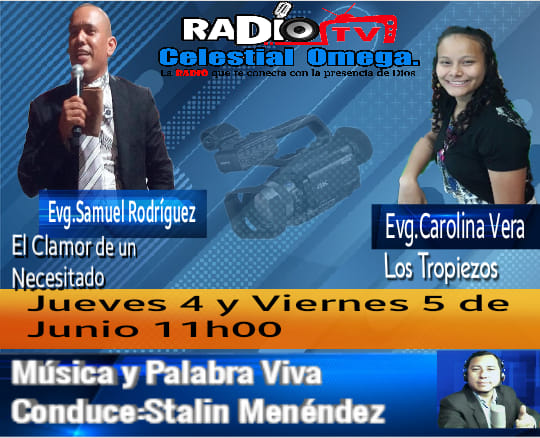 RADIO TV
Celestial Omega.
La RADIO que te conecta con la presencia de Dios
Evg.Samuel Rodríguez
El Clamor de un
Necesitado
Evg.Carolina Vera
Los Tropiezos
Jueves 4 y Viernes 5 de
Junio 11h00
Música y Palabra Viva
Conduce:Stalin Menéndez
4K